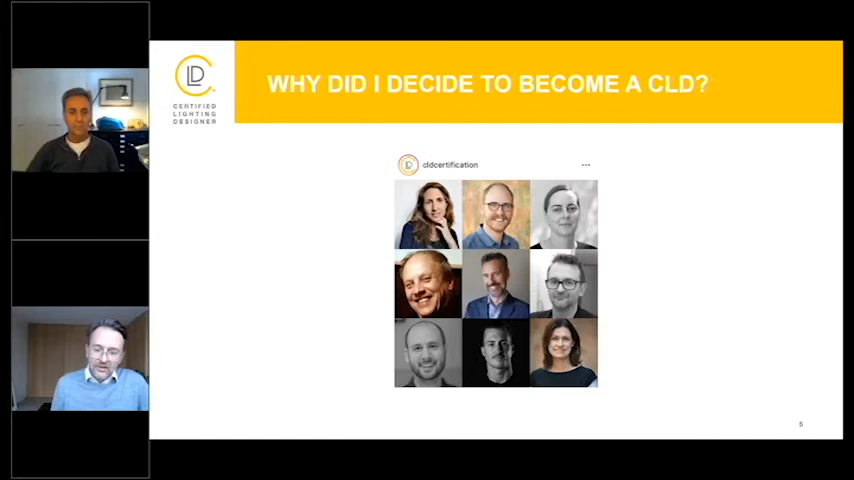 CLD
CERTIFIED
LIGHTING
DESIGNER
WHY DID I DECIDE TO BECOME A CLD?
cldcertification
5